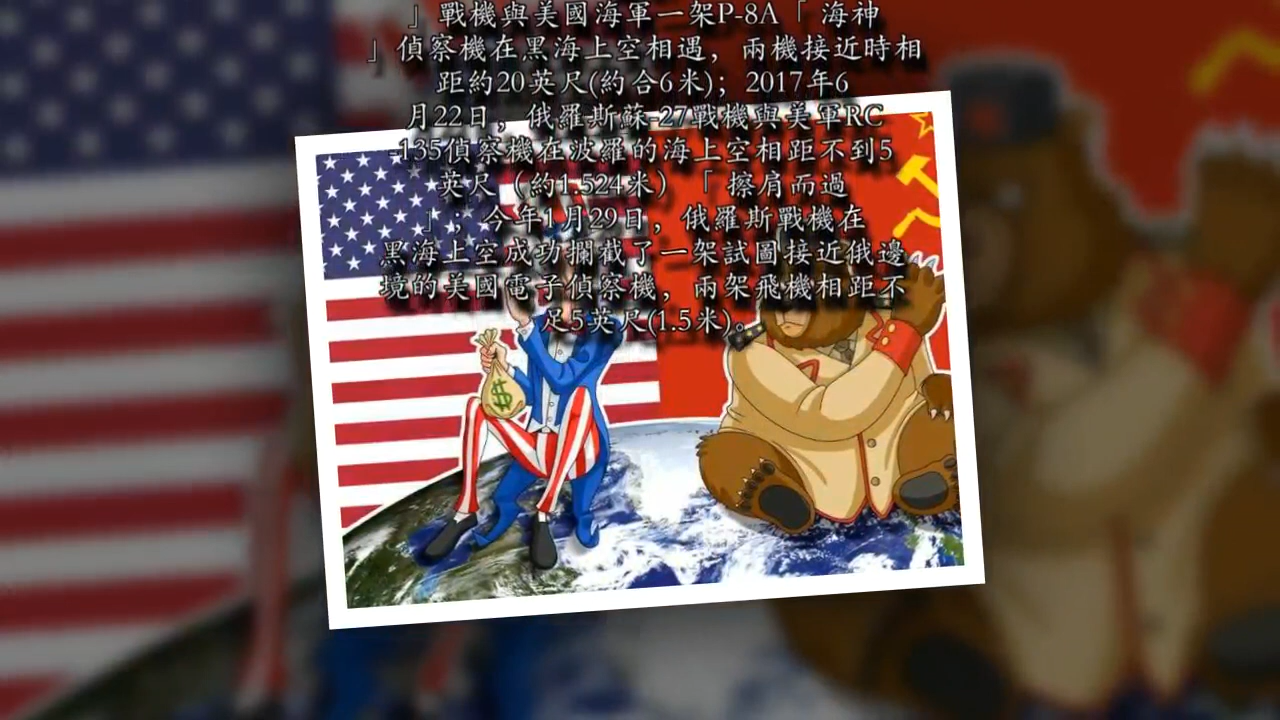 」戰機與美國海軍一架P-8A「 海神
」偵察機在黑海上空相遇，兩機接近時相
距約20英尺(約合6米)；2017年6
月22日，俄羅斯蘇-27戰機與美軍RC
-135偵察機在波羅的海上空相距不到5
英尺（約1.524米）「 擦肩而過
」；今年1月29日，俄羅斯戰機在
黑海上空成功攔截了一架試圖接近俄邊
境的美國電子偵察機，兩架飛機相距不
足5英尺(1.5米)。
$